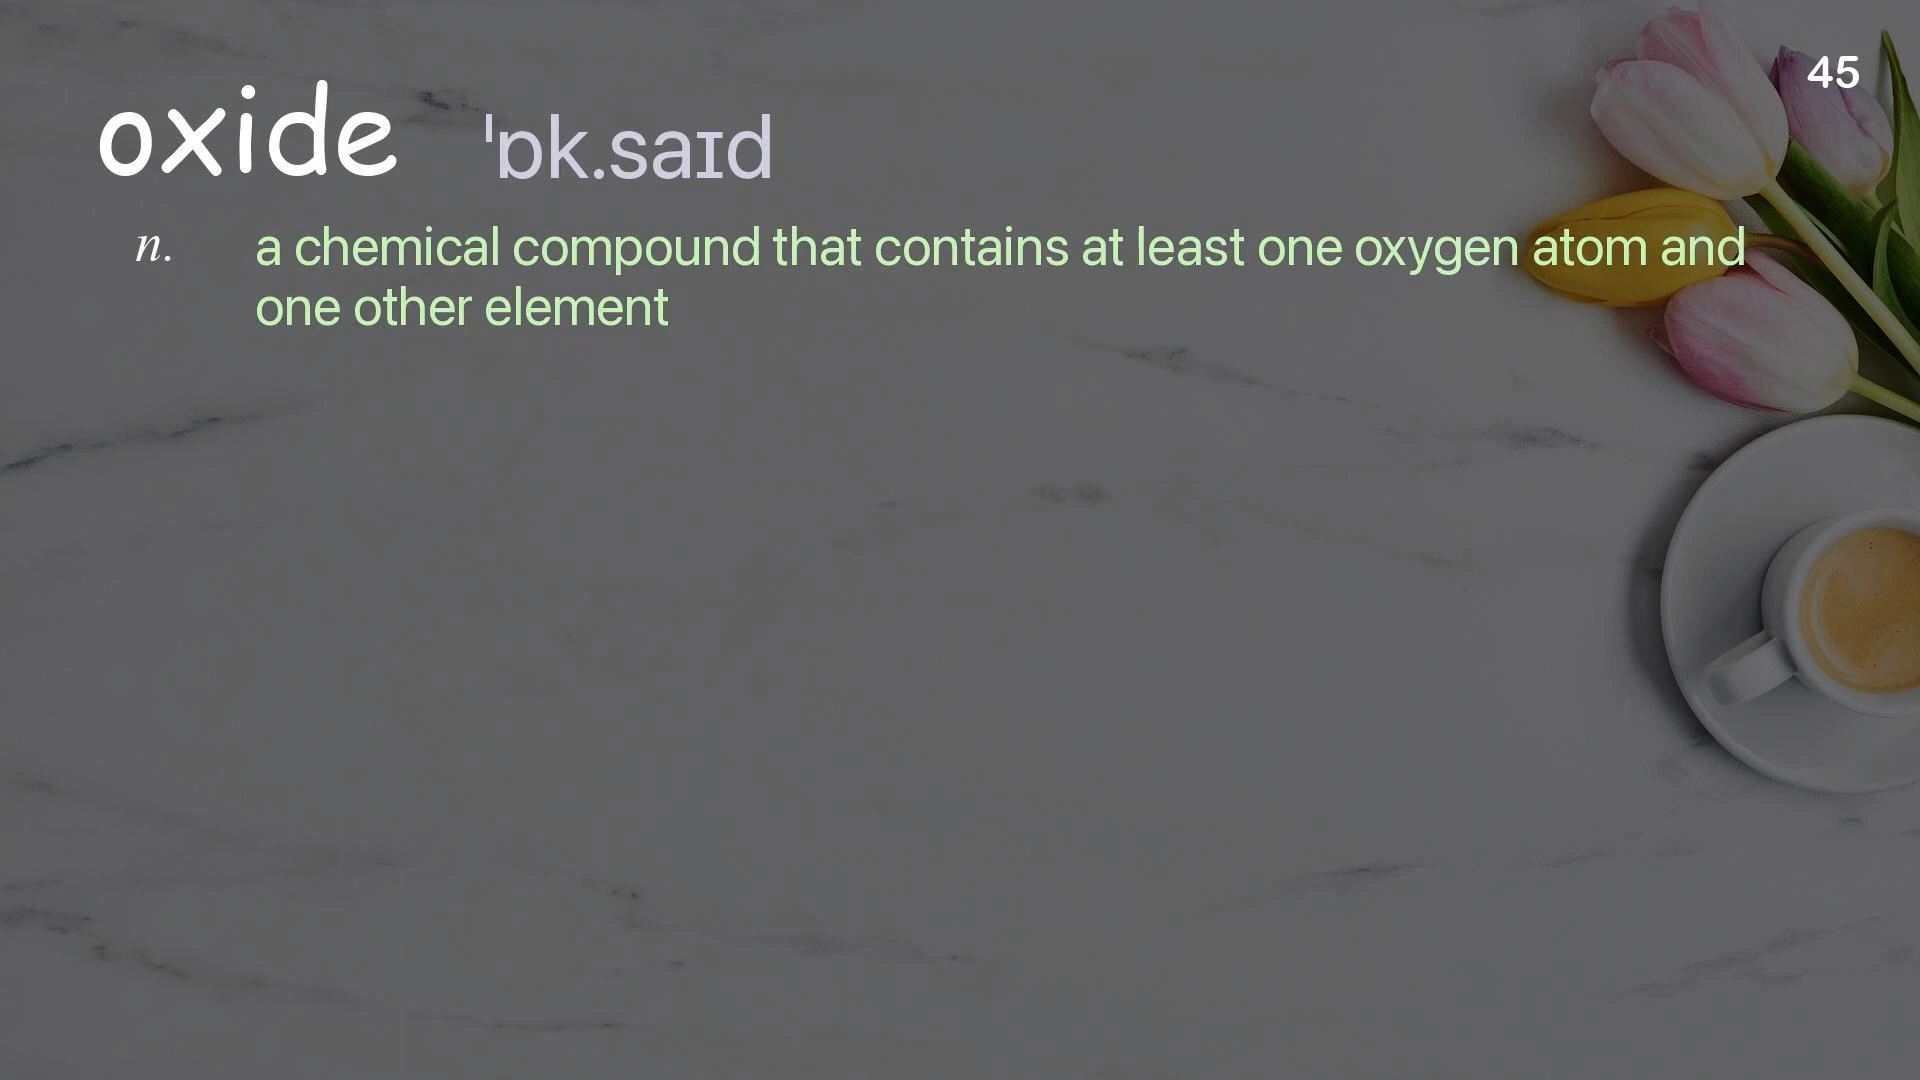 45
oxide ˈɒk.saɪd
n. a chemical compound that contains at least one oxygen atom and
one other element